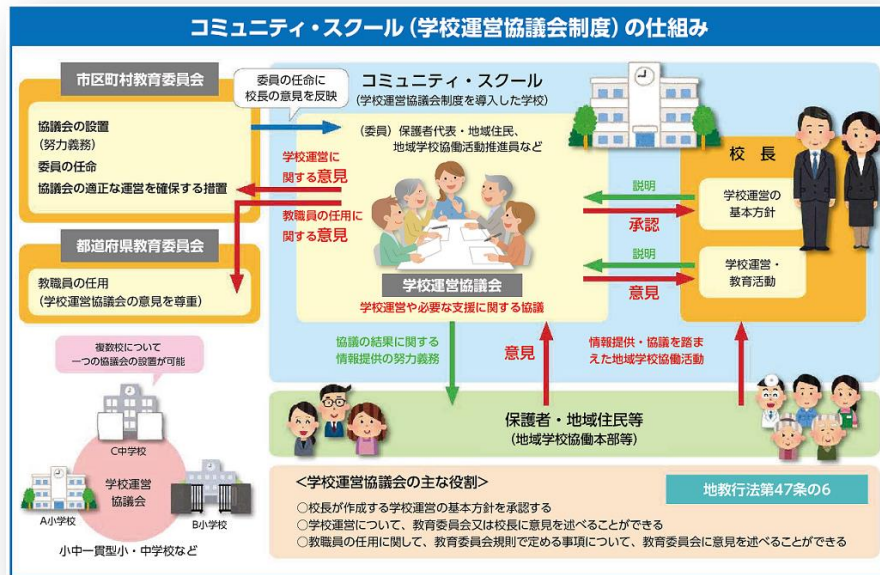 コミュニティ・スクール（学校運営協議会制度）の仕組み
市区町村教育委員会
協議会の設置
（努力義務）
委員の任命
協議会の適正な運営を確保する措置
委員の任命に
校長の意見を反映
コミュニティ・スクール
（学校運営協議会制度を導入した学校）
（委員）保護者代表・地域住民、
地域学校協働活動推進員など
学校運営に
関する意見
教職員の任用に
関する意見
学校運営協議会
学校運営や必要な支援に関する協議
校長
説明
承認
学校運営の
基本方針
説明
意見
学校運営・
教育活動
都道府県教育委員会
教職員の任用
（学校運営協議会の意見を尊重）
協議の結果に関する
情報提供の努力義務
意見
情報提供・協議を踏ま
えた地域学校協働活動
保護者・地域住民等
（地域学校協働本部等）
複数校について
一つの協議会の設置が可能
C中学校
学校運営
協議会
A小学校
B小学校
小中一貫型小・中学校など
＜学校運営協議会の主な役割＞
地教行法第47条の6
○校長が作成する学校運営の基本方針を承認する
○学校運営について、教育委員会又は校長に意見を述べることができる
○教職員の任用に関して、教育委員会規則で定める事項について、教育委員会に意見を述べることができる